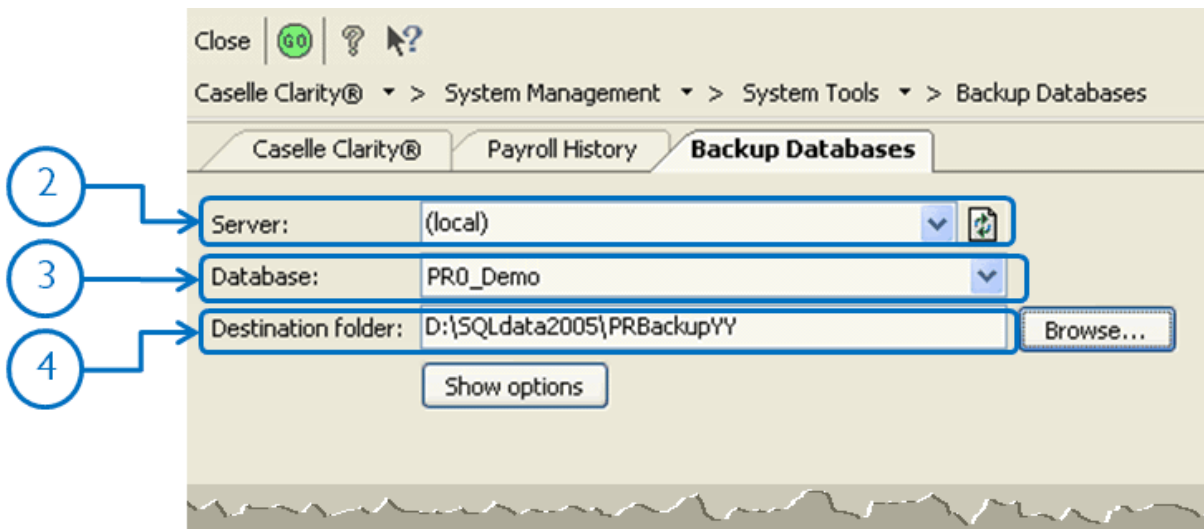 Close GO ? ?
Caselle Clarity® > System Management > System Tools > Backup Databases
Caselle Clarity® Payroll History Backup Databases
2
Server: (local)
3
Database: PR0_Demo
Destination folder: D:\SQLdata2005\PRBackupYY Browse...
4
Show options